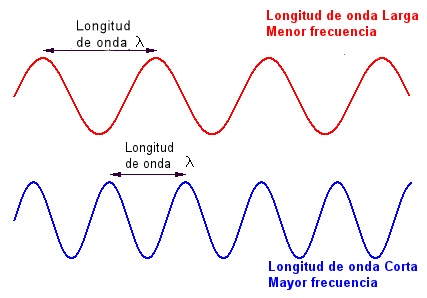 Longitud
de onda λ
Longitud de onda Larga
Menor frecuencia
Longitud
de onda λ
Longitud de onda Corta
Mayor frecuencia